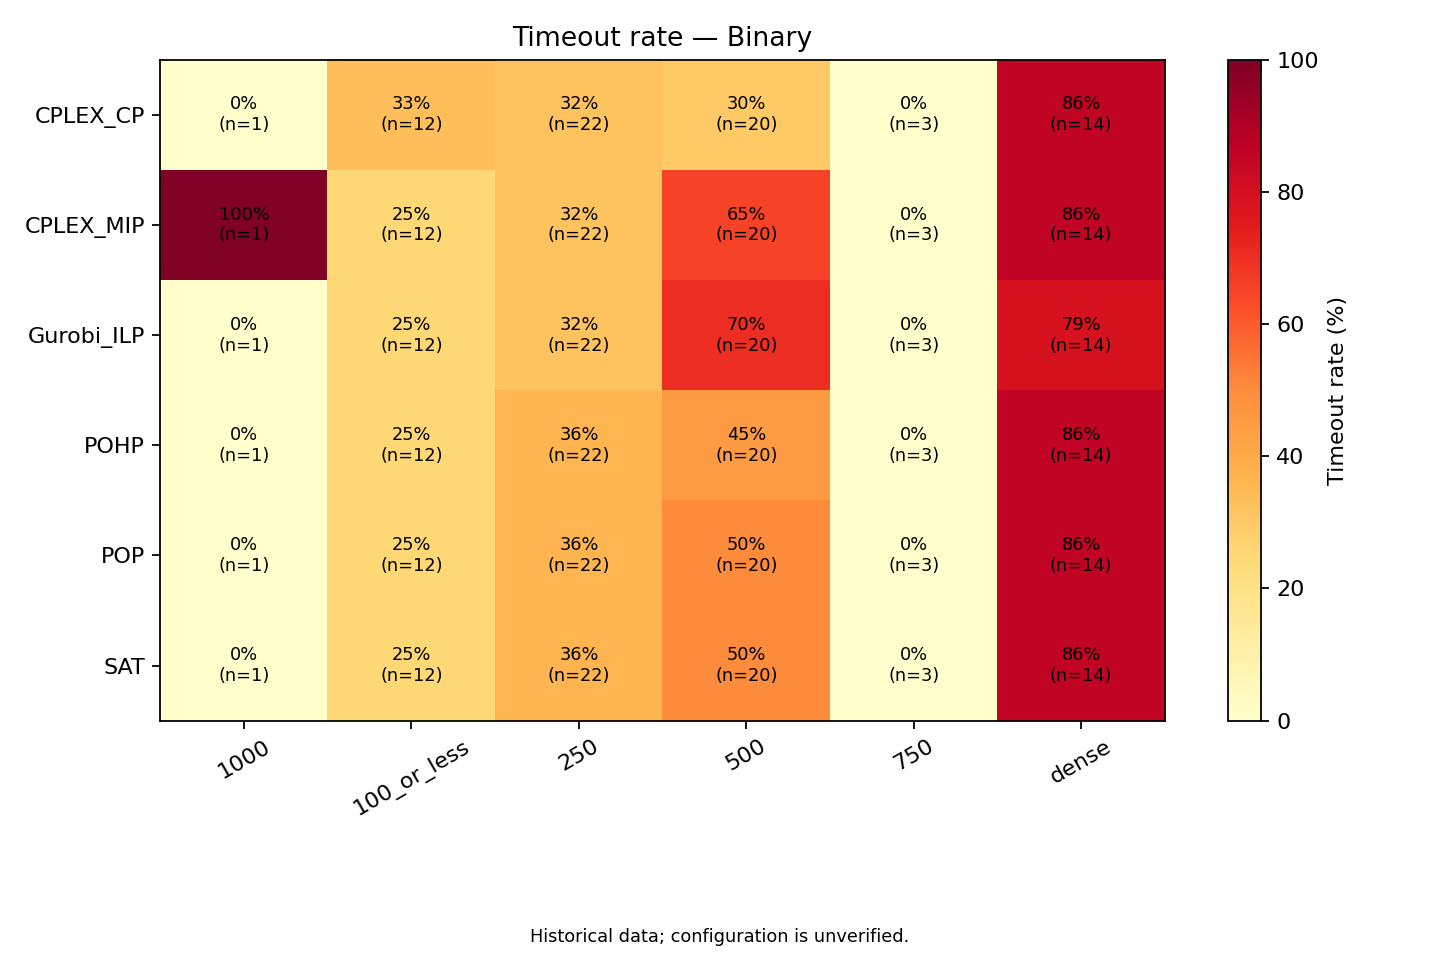 Timeout rate — Binary
CPLEX_CP
0% 33% 32% 30% 0% 86%
(n=1) (n=12) (n=22) (n=20) (n=3) (n=14)
CPLEX_MIP
100% 25% 32% 65% 0% 86%
(n=1) (n=12) (n=22) (n=20) (n=3) (n=14)
Gurobi_ILP
0% 25% 32% 70% 0% 79%
(n=1) (n=12) (n=22) (n=20) (n=3) (n=14)
POHP
0% 25% 36% 45% 0% 86%
(n=1) (n=12) (n=22) (n=20) (n=3) (n=14)
POP
0% 25% 36% 50% 0% 86%
(n=1) (n=12) (n=22) (n=20) (n=3) (n=14)
SAT
0% 25% 36% 50% 0% 86%
(n=1) (n=12) (n=22) (n=20) (n=3) (n=14)
1000 100_or_less 250 500 750 dense
100
80
60
40
20
0
Timeout rate (%)
Historical data; configuration is unverified.